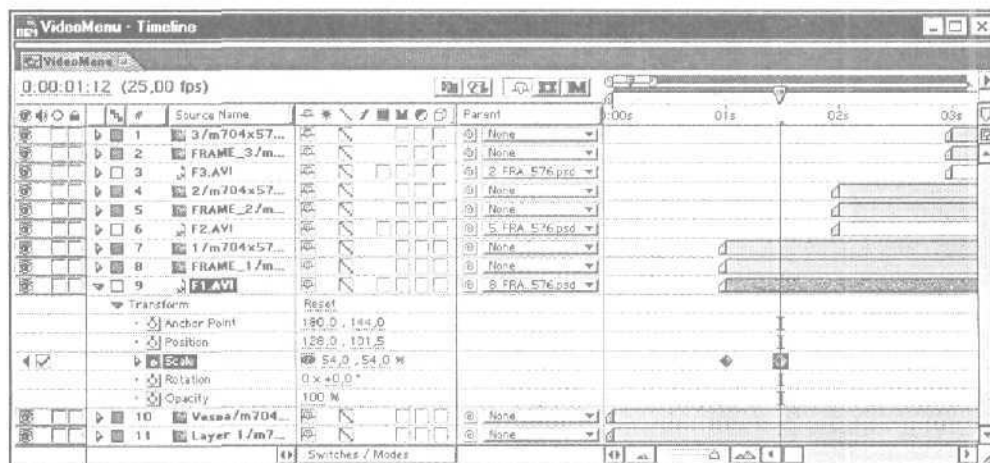 VideoMenu - Timeline
VideoMenu
0:00:01:12 (25,00 fps)
:00s 01s 02s 03s
# Source Name Parent
1 3/m704x57... None
2 FRAME_3/m... None
3 F3.AVI 2. FRA_576.psd
4 2/m704x57... None
5 FRAME_2/m... None
6 F2.AVI 5. FRA_576.psd
7 1/m704x57... None
8 FRAME_1/m... None
9 F1.AVI 8. FRA_576.psd
Transform Reset
Anchor Point 180,0 , 144,0
Position 128,0 , 101,5
Scale 54,0 , 54,0 %
Rotation 0 x +0,0 °
Opacity 100 %
10 Vespa/m704... None
11 Layer 1/m7... None
Switches / Modes